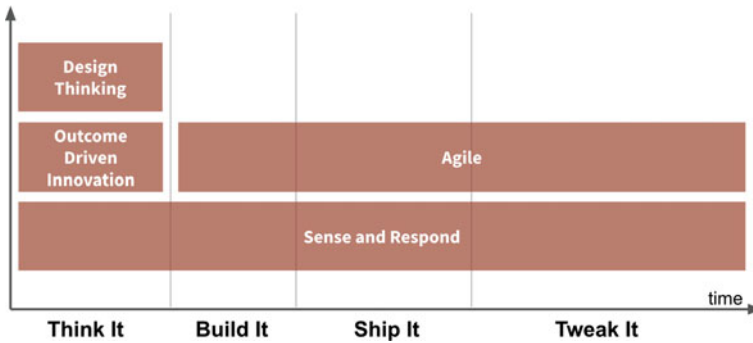 Design
Thinking
Outcome
Driven
Innovation
Agile
Sense and Respond
time
Think It
Build It
Ship It
Tweak It